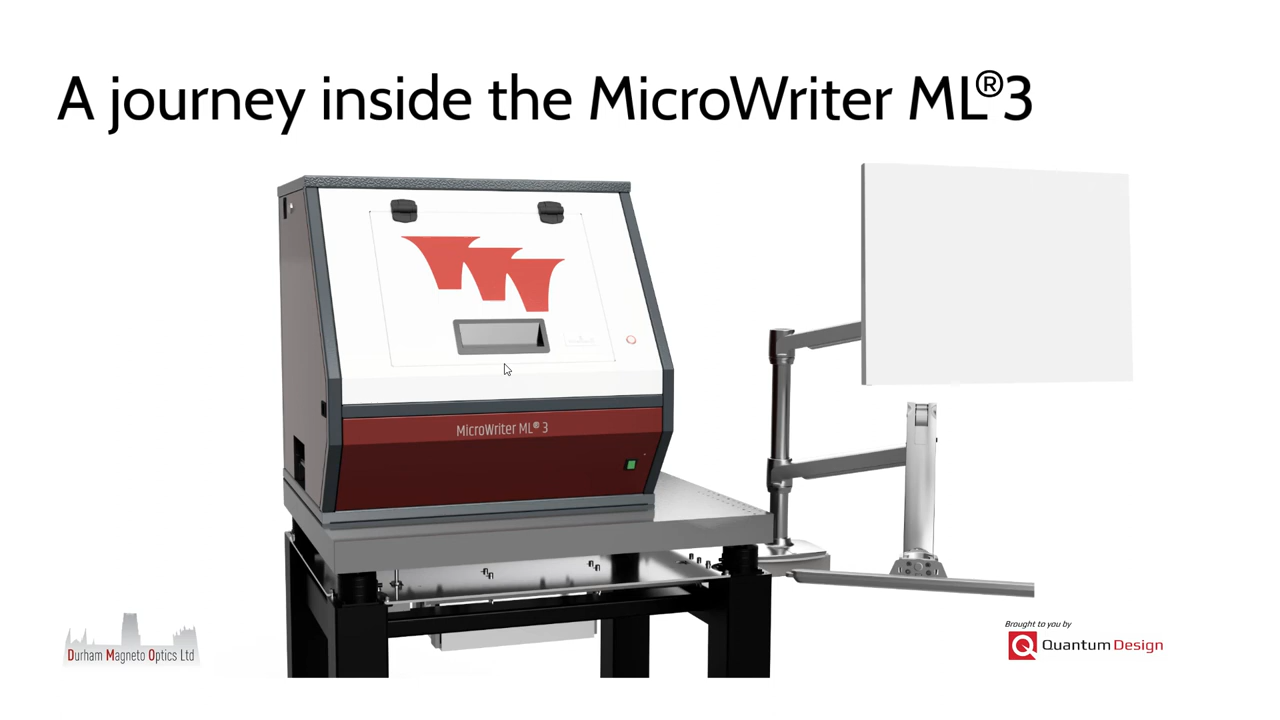 A journey inside the MicroWriter ML®3
MicroWriter ML® 3
Durham Magneto Optics Ltd
Brought to you by
Quantum Design